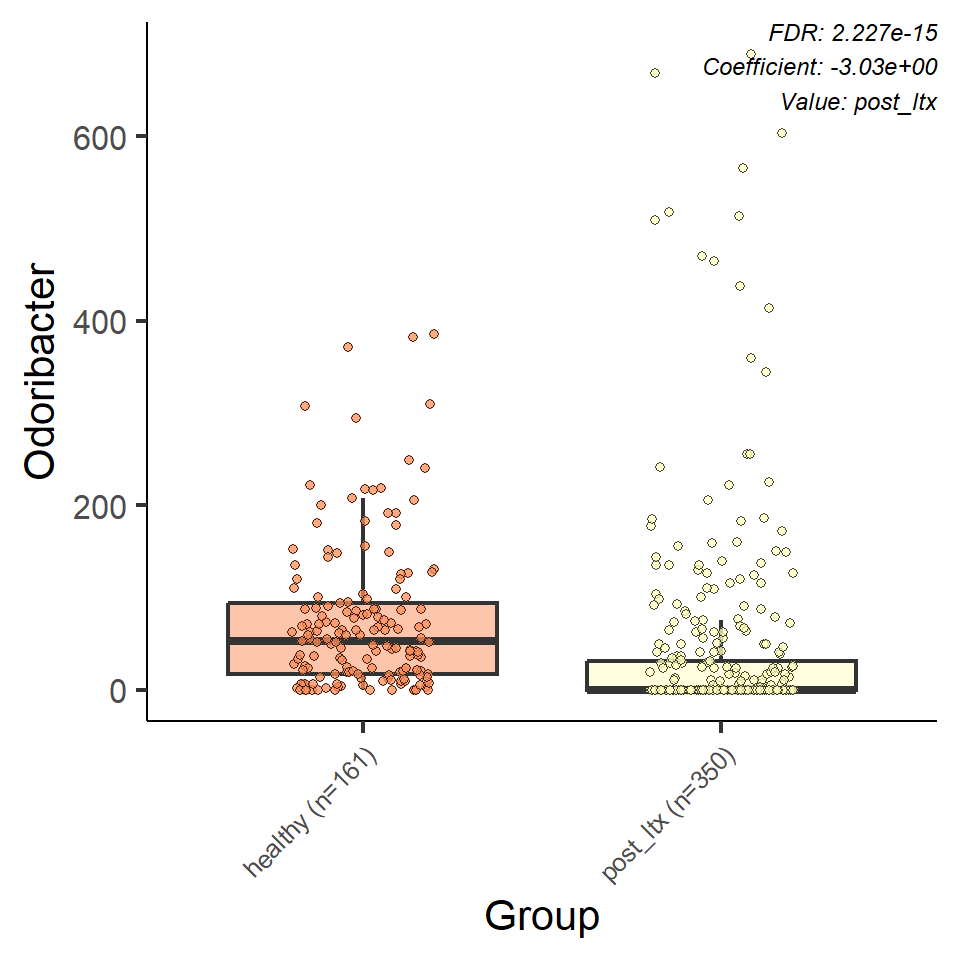 FDR: 2.227e-15
Coefficient: -3.03e+00
Value: post_ltx
600
400
200
0
Odoribacter
healthy (n=161)
post_ltx (n=350)
Group